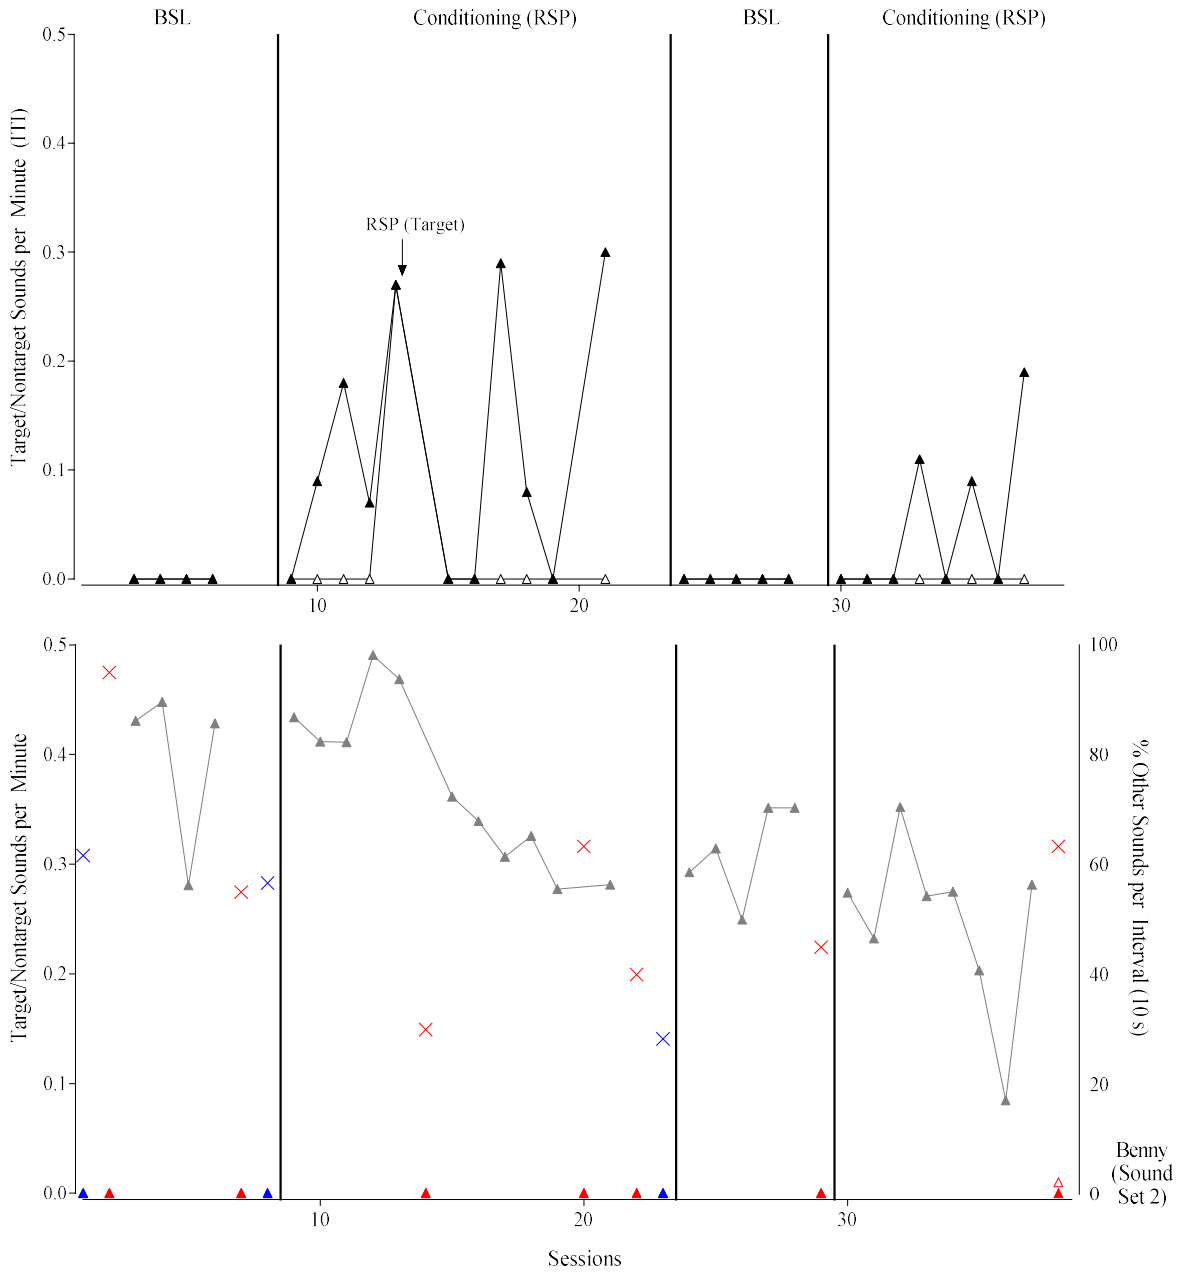 BSL
Conditioning (RSP)
BSL
Conditioning (RSP)
Target/Nontarget Sounds per Minute (ITI)
0.5
0.4
0.3
0.2
0.1
0.0
RSP (Target)
10
20
30
Target/Nontarget Sounds per Minute
0.5
0.4
0.3
0.2
0.1
0.0
100
80
60
40
20
0
% Other Sounds per Interval (10 s)
Benny
(Sound
Set 2)
10
20
30
Sessions